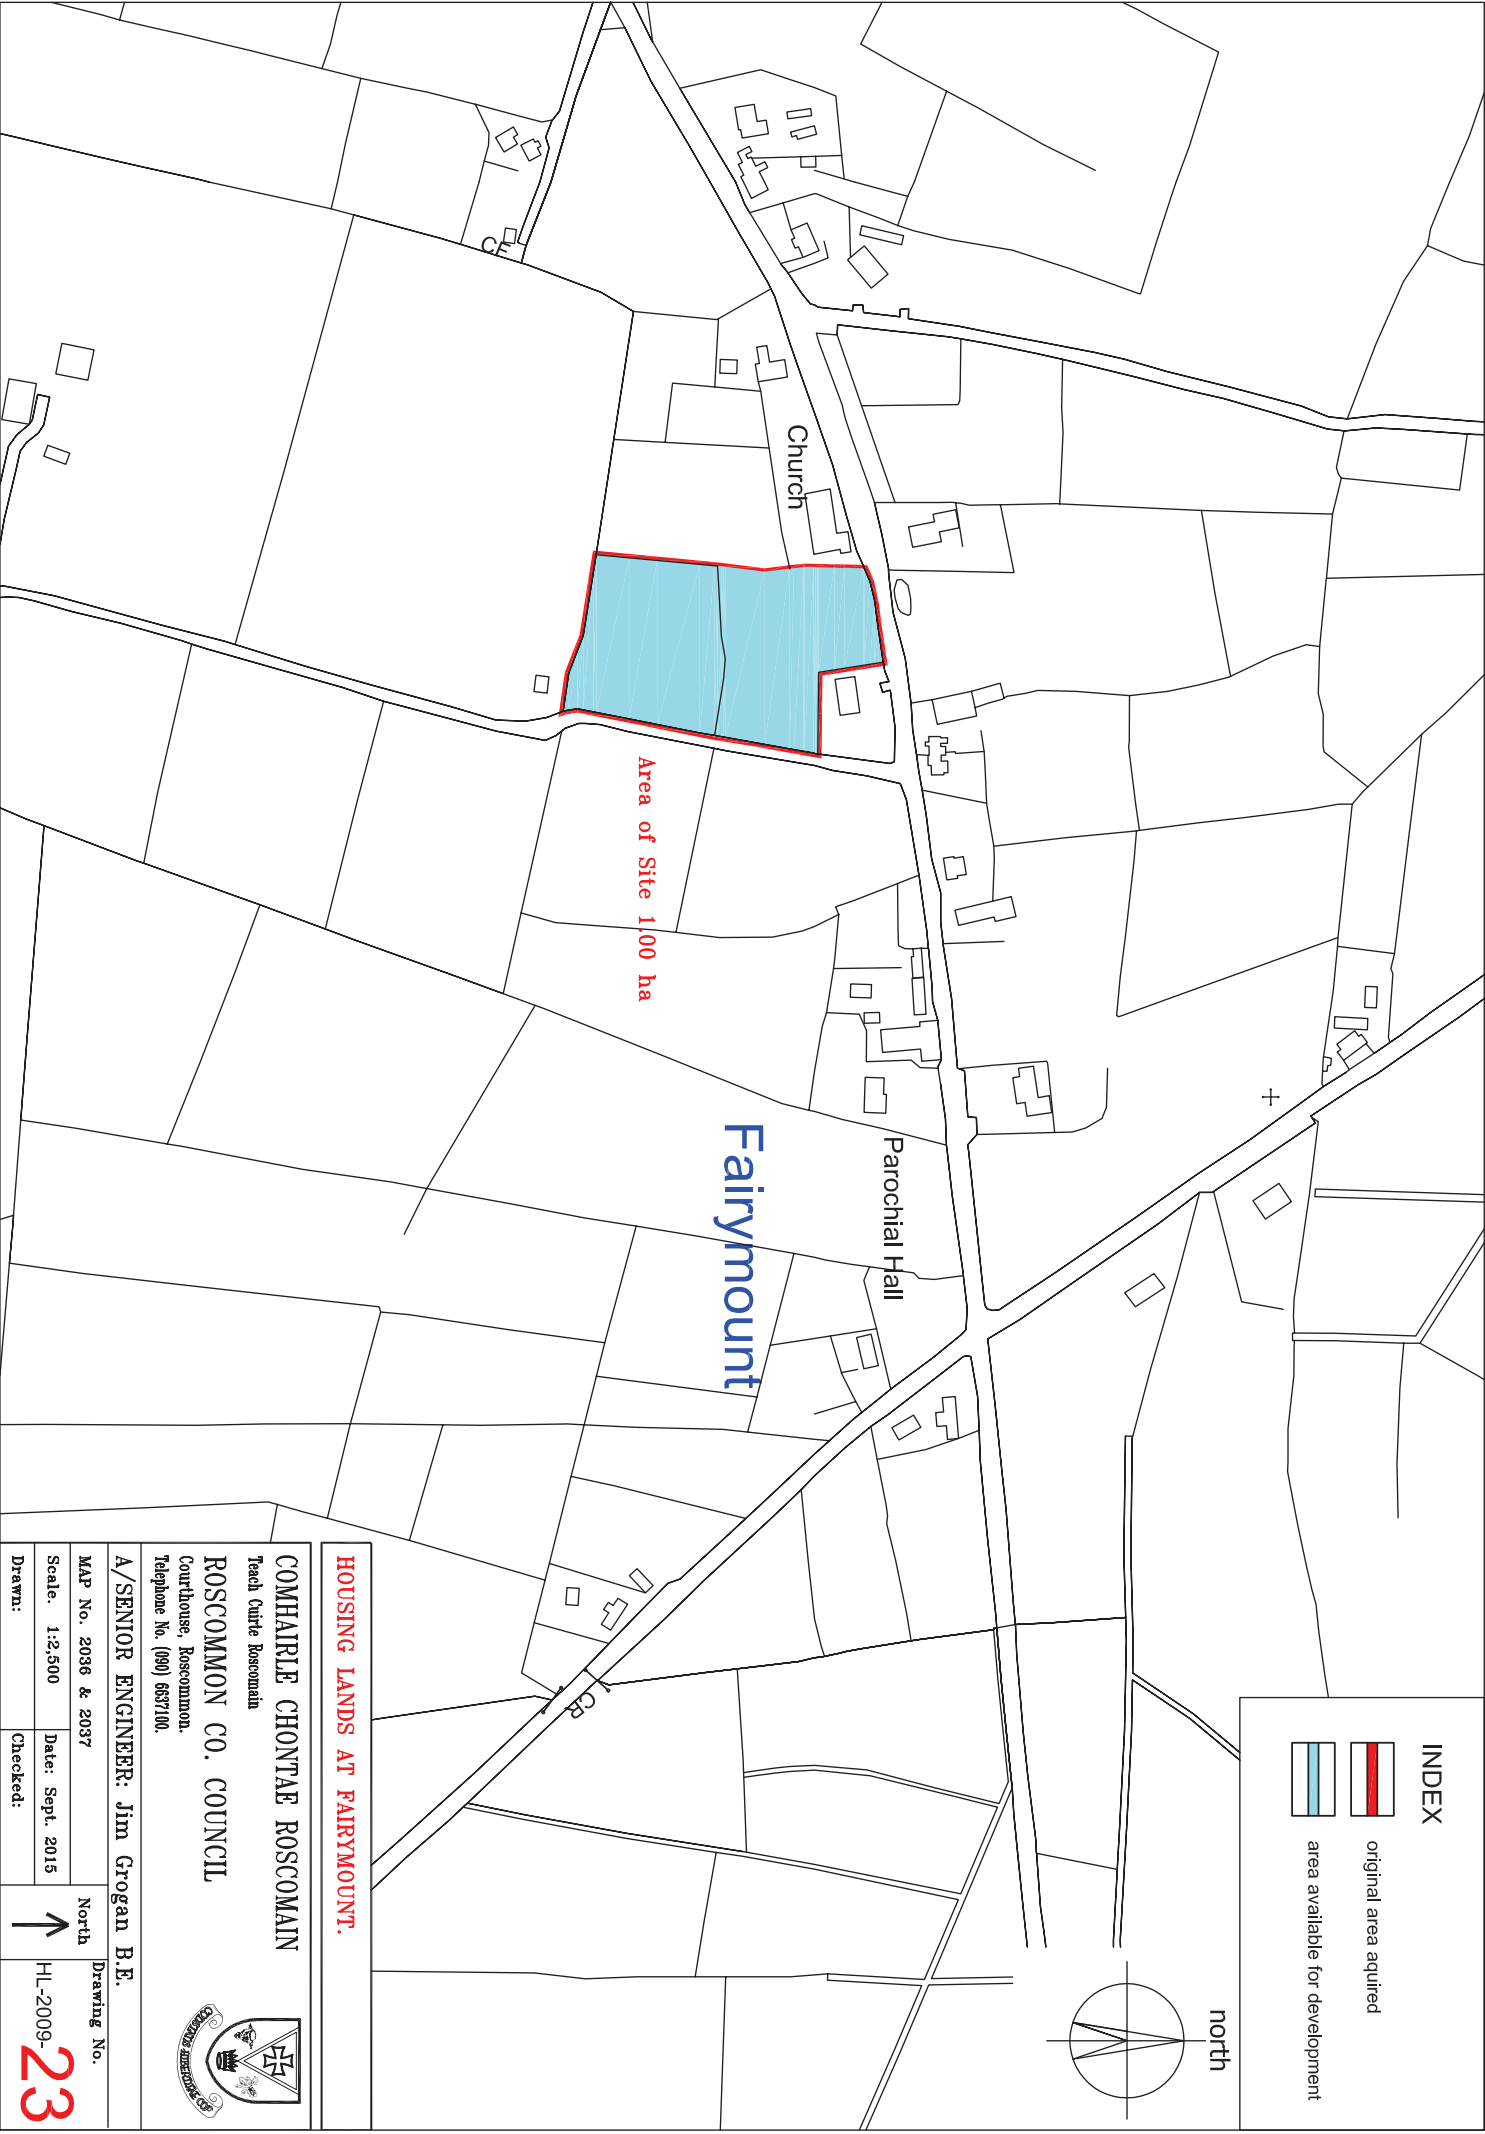 INDEX
original area aquired
area available for development
north
Church
Parochial Hall
Fairymount
Area of Site 1.00 ha
CF
CR
HOUSING LANDS AT FAIRYMOUNT.
COMHAIRLE CHONTAE ROSCOMAIN
Teach Cuirte Roscomain
ROSCOMMON CO. COUNCIL
Courthouse, Roscommon.
Telephone No. (090) 6637100.
A/SENIOR ENGINEER: Jim Grogan B.E.
MAP No. 2036 & 2037
Scale. 1:2,500
Date: Sept. 2015
Drawn:
Checked:
North
Drawing No.
HL-2009-23